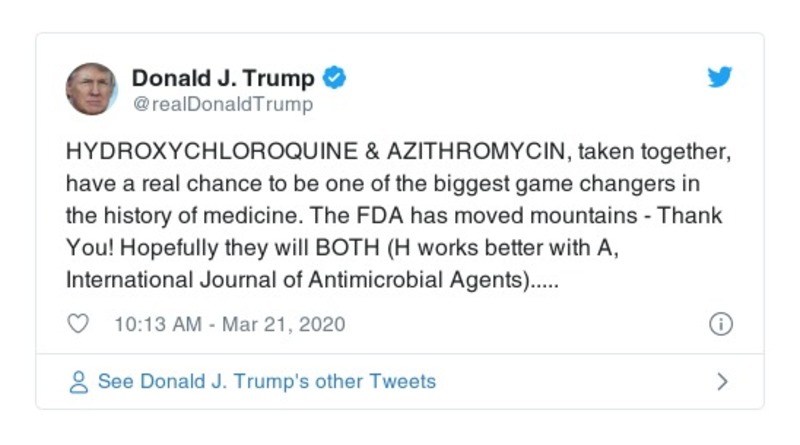 Donald J. Trump
@realDonaldTrump
HYDROXYCHLOROQUINE & AZITHROMYCIN, taken together,
have a real chance to be one of the biggest game changers in
the history of medicine. The FDA has moved mountains - Thank
You! Hopefully they will BOTH (H works better with A,
International Journal of Antimicrobial Agents).....
10:13 AM - Mar 21, 2020
See Donald J. Trump's other Tweets